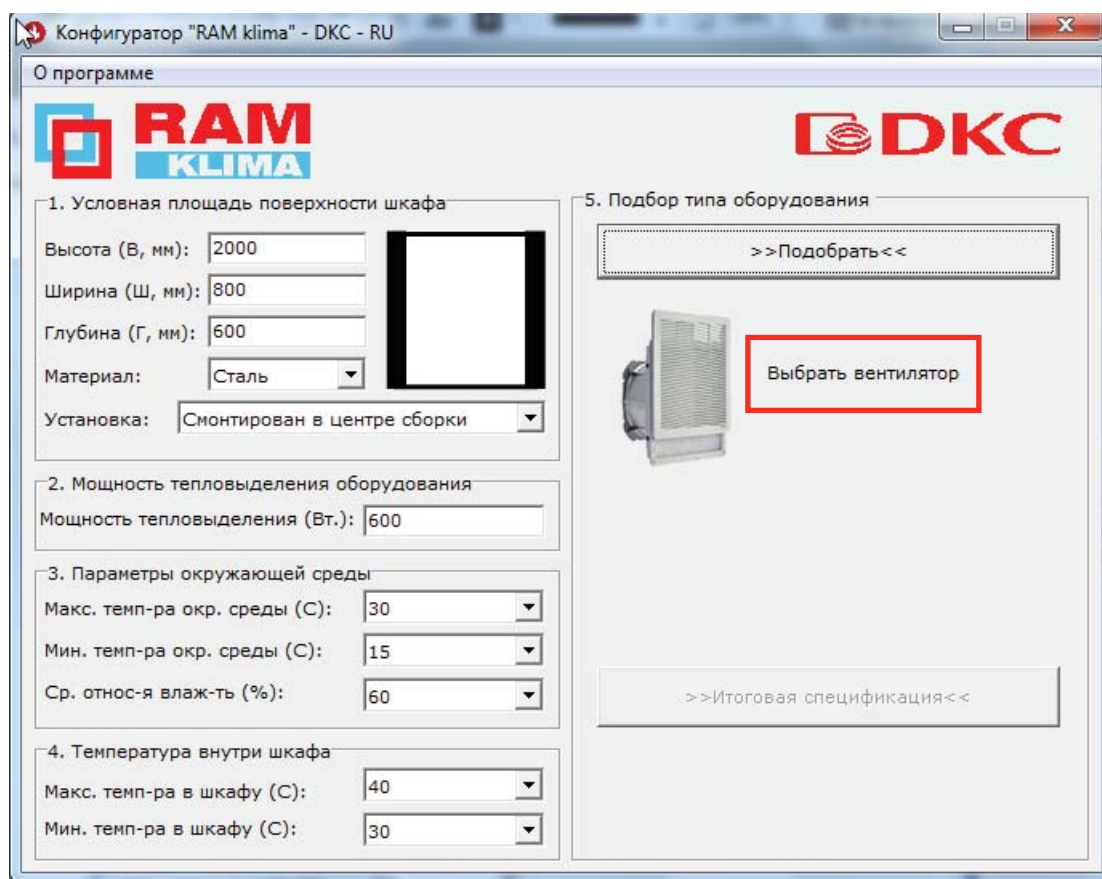 Конфигуратор "RAM klima" - DKC - RU
О программе
RAM
KLIMA
DKC
1. Условная площадь поверхности шкафа
Высота (В, мм): 2000
Ширина (Ш, мм): 800
Глубина (Г, мм): 600
Материал: Сталь
Установка: Смонтирован в центре сборки
2. Мощность тепловыделения оборудования
Мощность тепловыделения (Вт.): 600
3. Параметры окружающей среды
Макс. темп-ра окр. среды (С): 30
Мин. темп-ра окр. среды (С): 15
Ср. относ-я влаж-ть (%): 60
4. Температура внутри шкафа
Макс. темп-ра в шкафу (С): 40
Мин. темп-ра в шкафу (С): 30
5. Подбор типа оборудования
>>Подобрать<<
Выбрать вентилятор
>>Итоговая спецификация<<